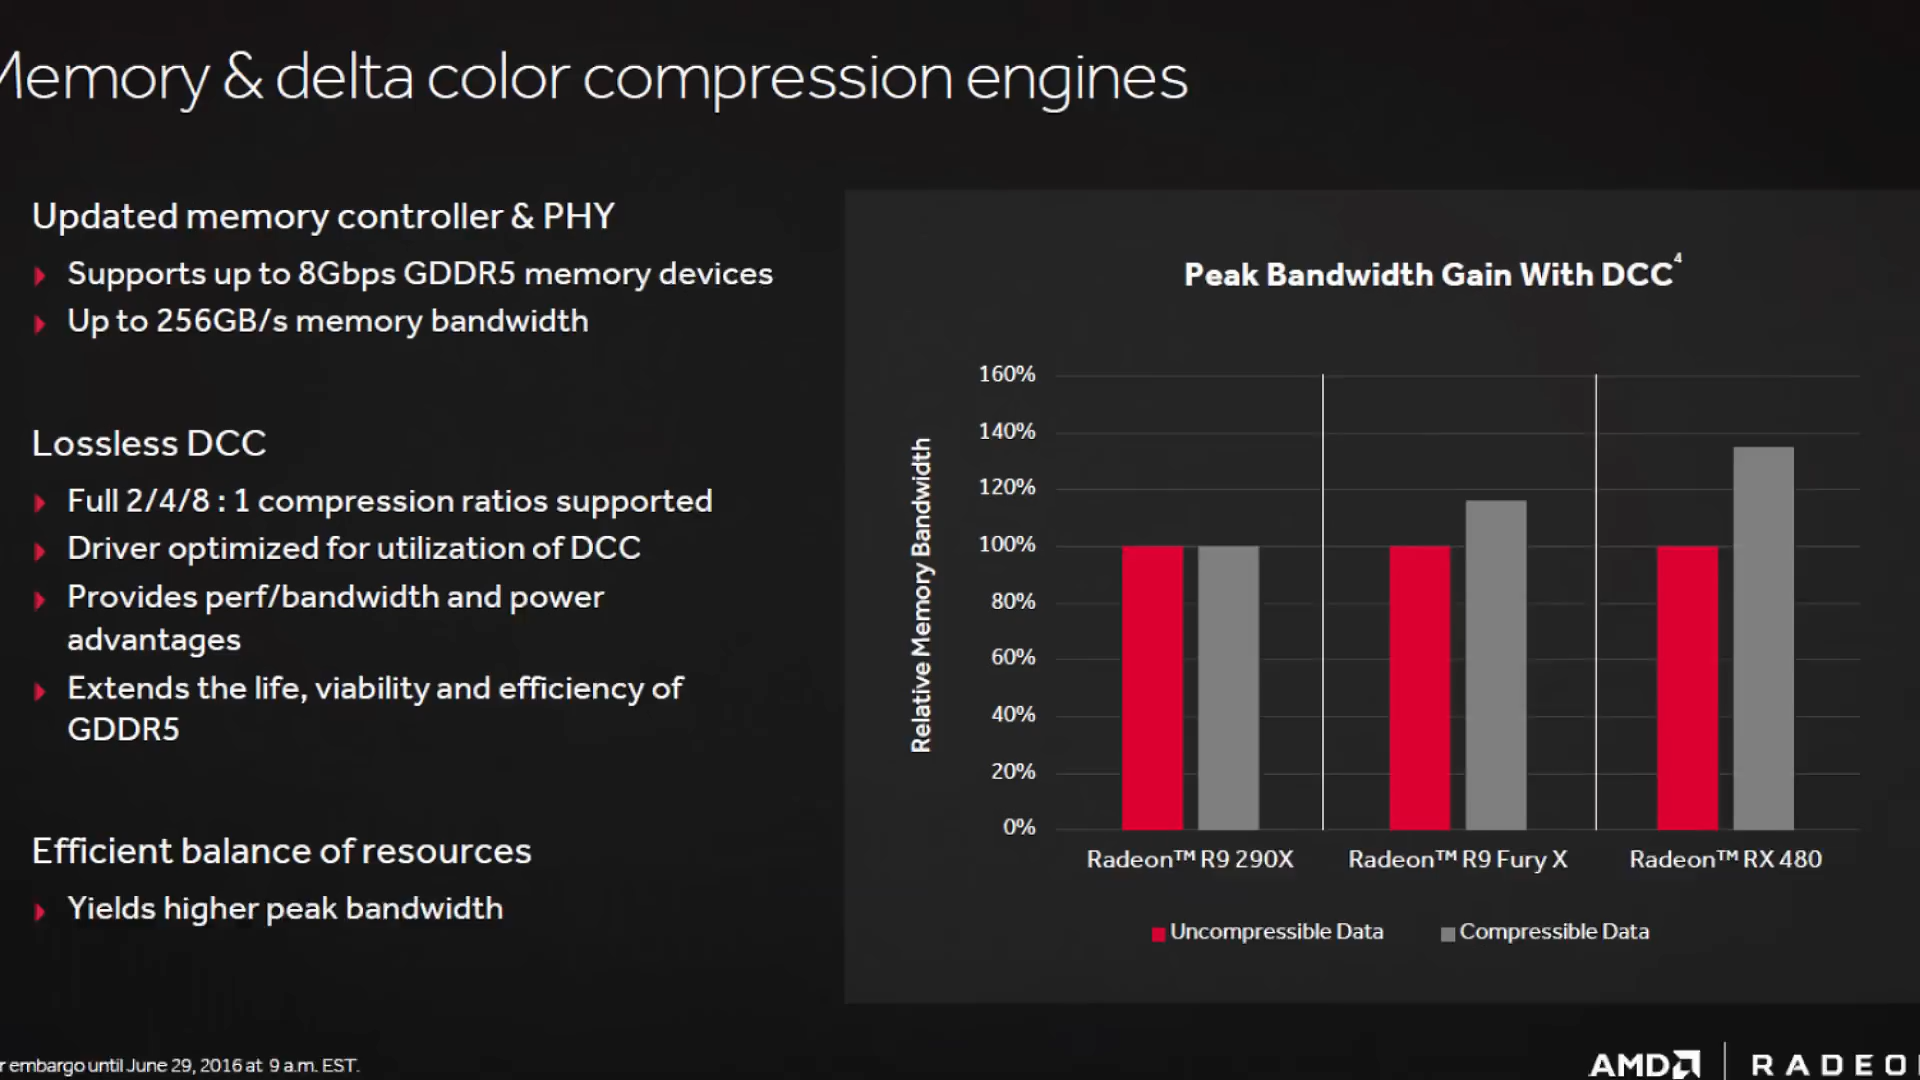 Memory & delta color compression engines
Updated memory controller & PHY
Supports up to 8Gbps GDDR5 memory devices
Up to 256GB/s memory bandwidth
Lossless DCC
Full 2/4/8 : 1 compression ratios supported
Driver optimized for utilization of DCC
Provides perf/bandwidth and power
advantages
Extends the life, viability and efficiency of
GDDR5
Efficient balance of resources
Yields higher peak bandwidth
Peak Bandwidth Gain With DCC⁴
Relative Memory Bandwidth
160%
140%
120%
100%
80%
60%
40%
20%
0%
Radeon™ R9 290X Radeon™ R9 Fury X Radeon™ RX 480
Uncompressible Data Compressible Data
r embargo until June 29, 2016 at 9 a.m. EST.
AMD RADEO